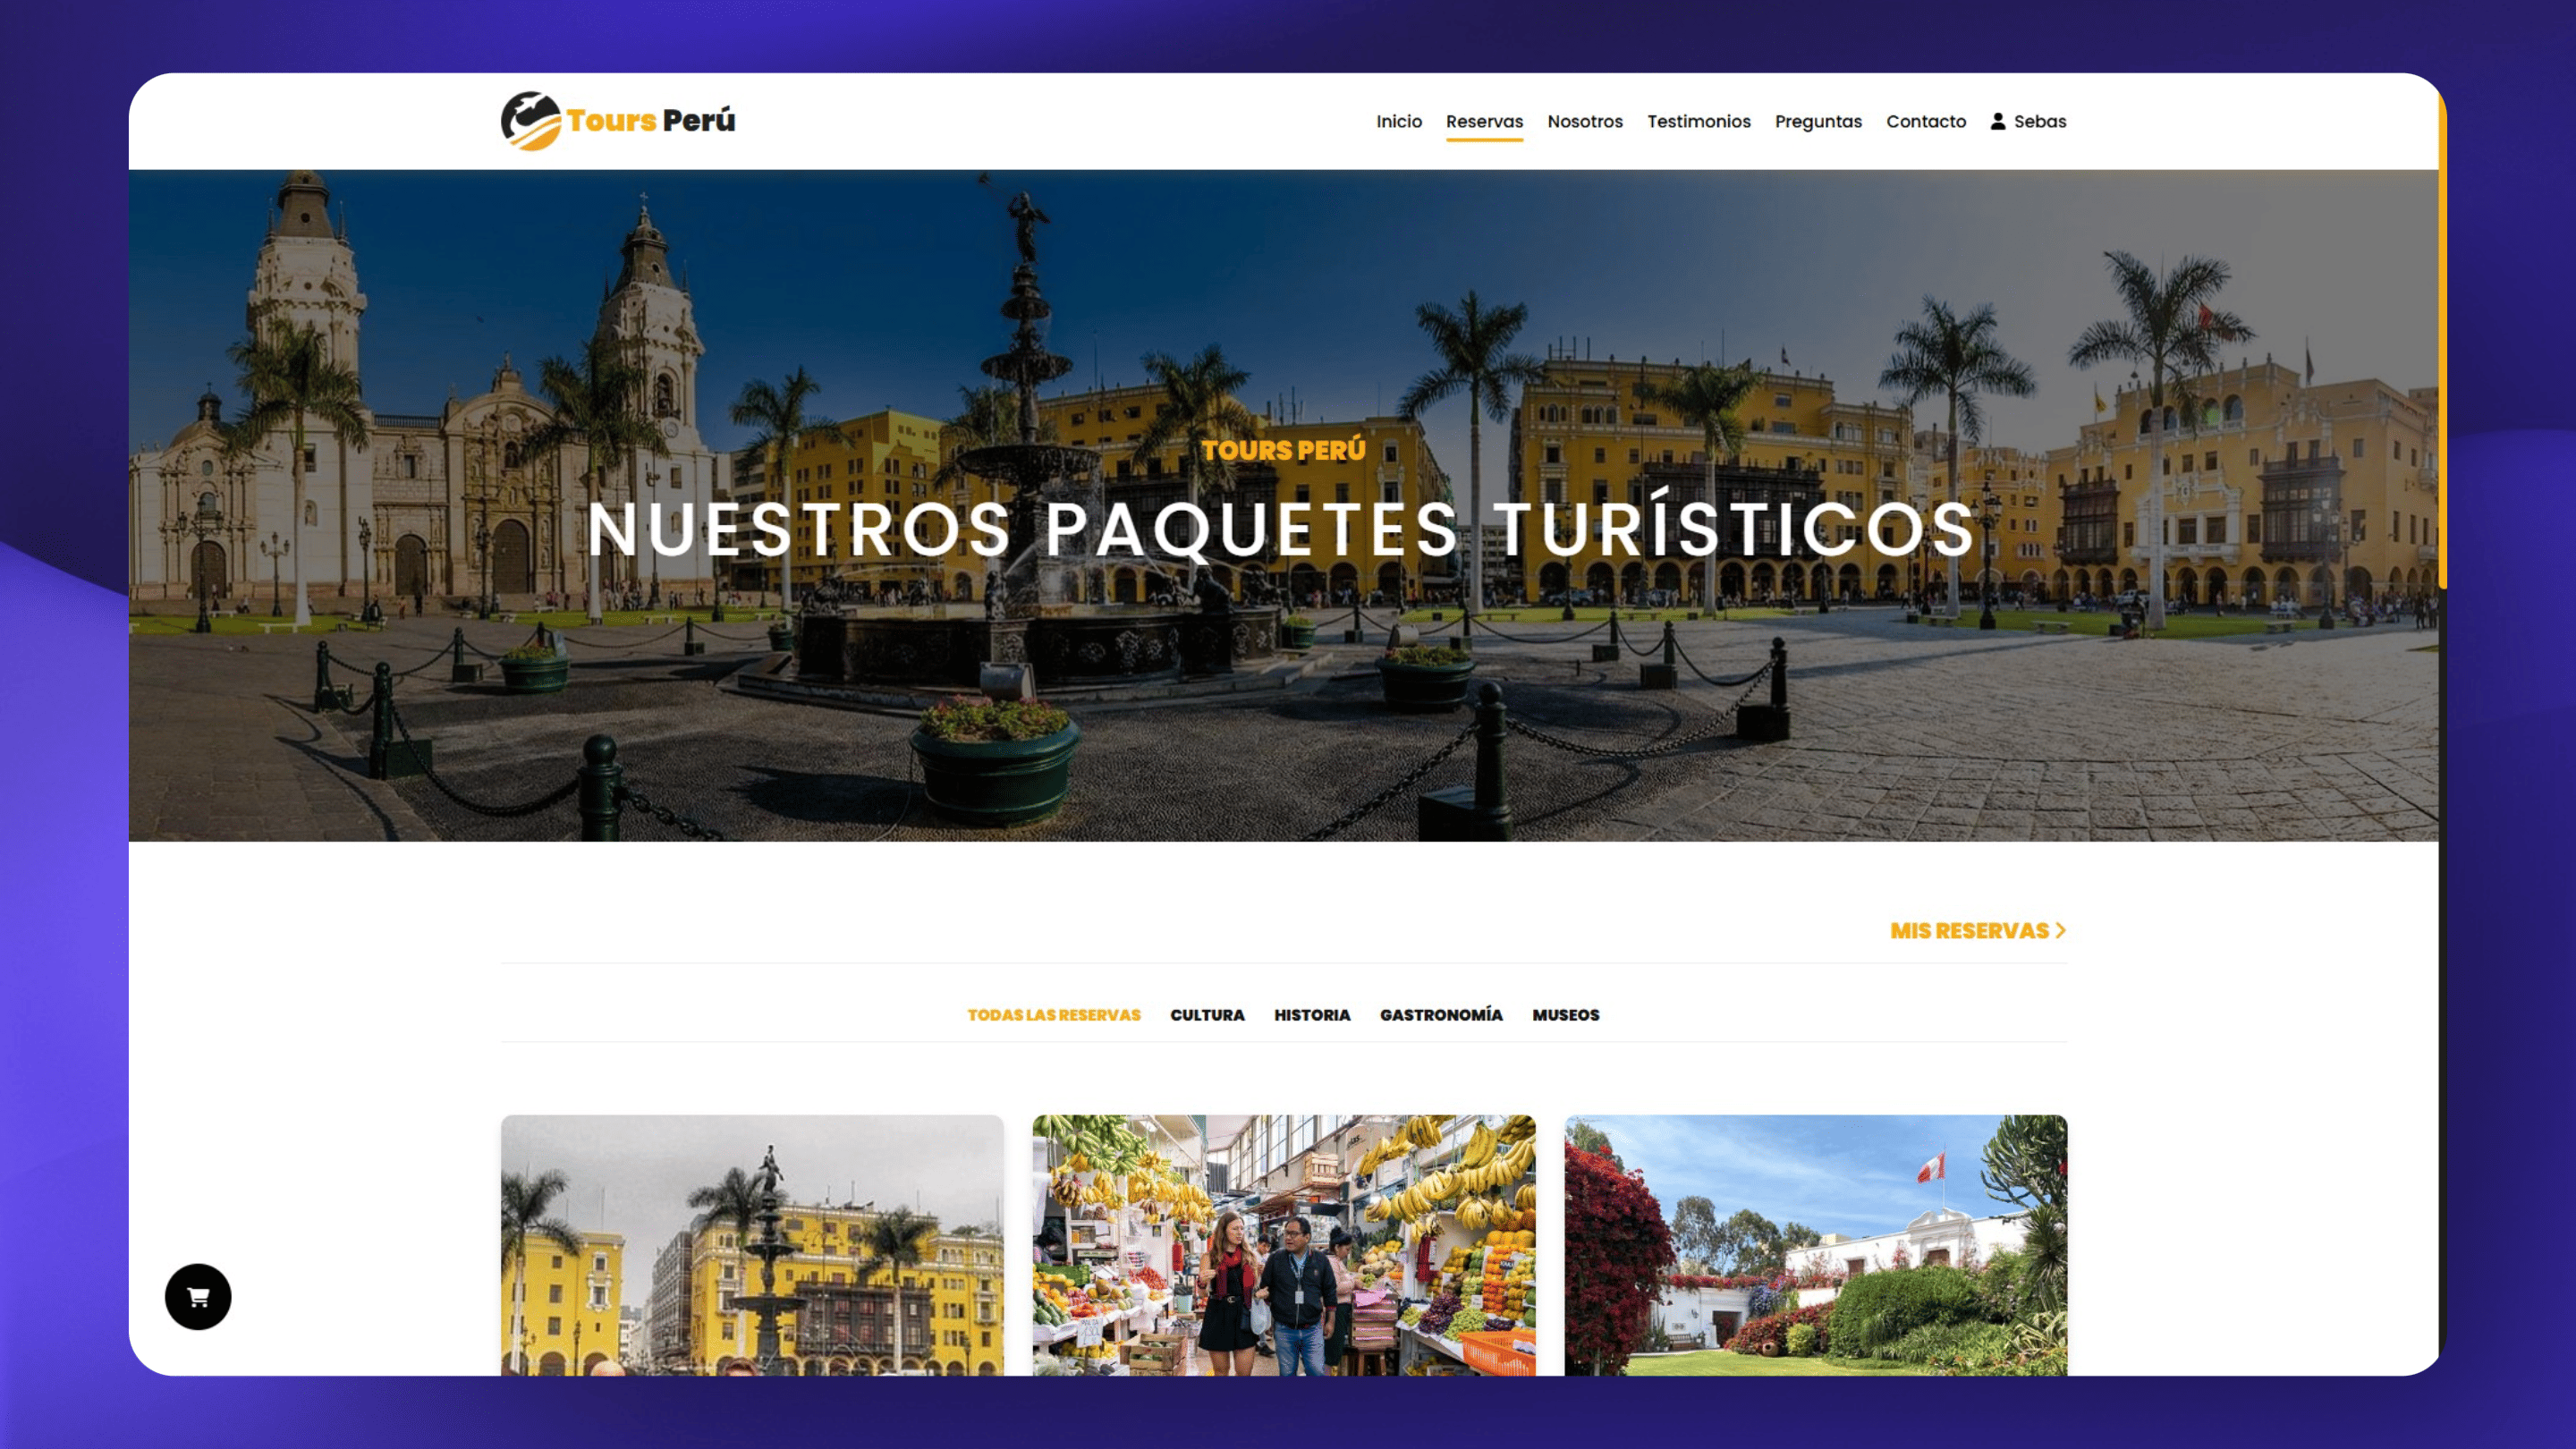 Tours Perú
Inicio Reservas Nosotros Testimonios Preguntas Contacto Sebas
TOURS PERÚ
NUESTROS PAQUETES TURÍSTICOS
MIS RESERVAS
TODAS LAS RESERVAS CULTURA HISTORIA GASTRONOMÍA MUSEOS